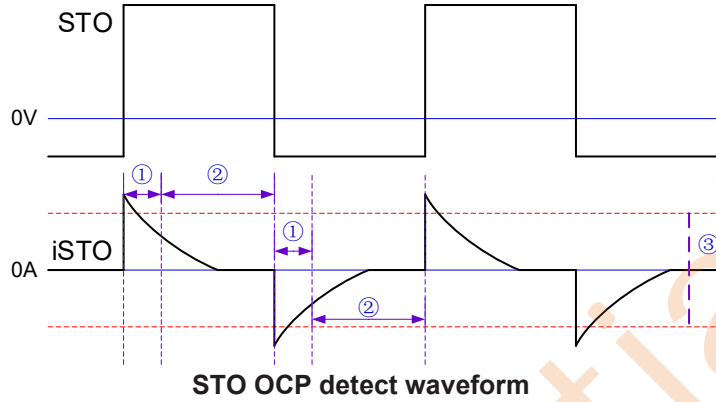 STO
0V
① ②
① ③
iSTO
0A
②
STO OCP detect waveform